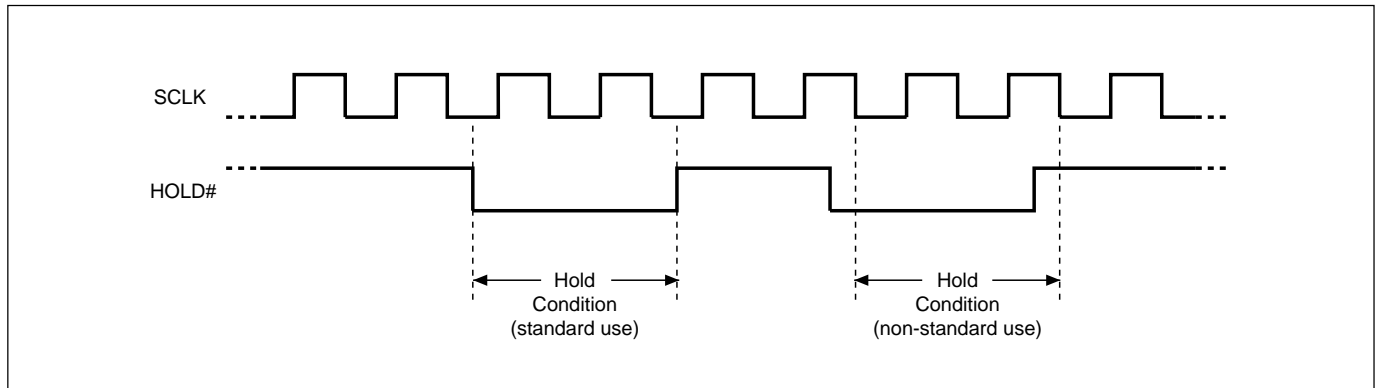 SCLK
HOLD#
Hold
Condition
(standard use)
Hold
Condition
(non-standard use)